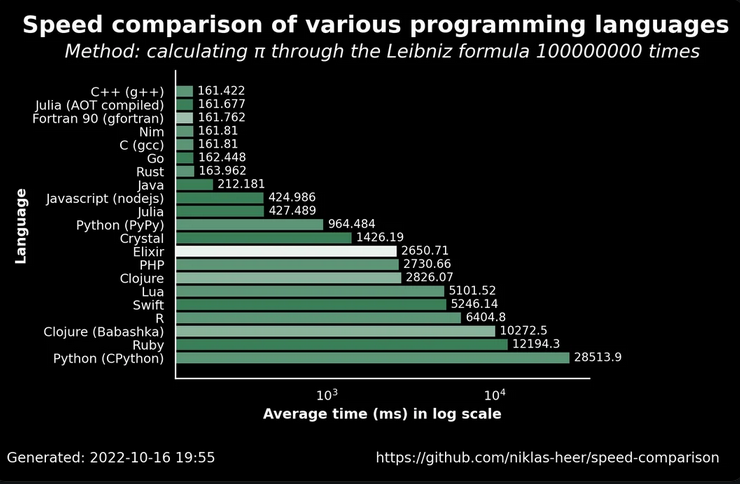 Speed comparison of various programming languages
Method: calculating π through the Leibniz formula 100000000 times
Language
C++ (g++) 161.422
Julia (AOT compiled) 161.677
Fortran 90 (gfortran) 161.762
Nim 161.81
C (gcc) 161.81
Go 162.448
Rust 163.962
Java 212.181
Javascript (nodejs) 424.986
Julia 427.489
Python (PyPy) 964.484
Crystal 1426.19
Elixir 2650.71
PHP 2730.66
Clojure 2826.07
Lua 5101.52
Swift 5246.14
R 6404.8
Clojure (Babashka) 10272.5
Ruby 12194.3
Python (CPython) 28513.9
10³ 10⁴
Average time (ms) in log scale
Generated: 2022-10-16 19:55 https://github.com/niklas-heer/speed-comparison